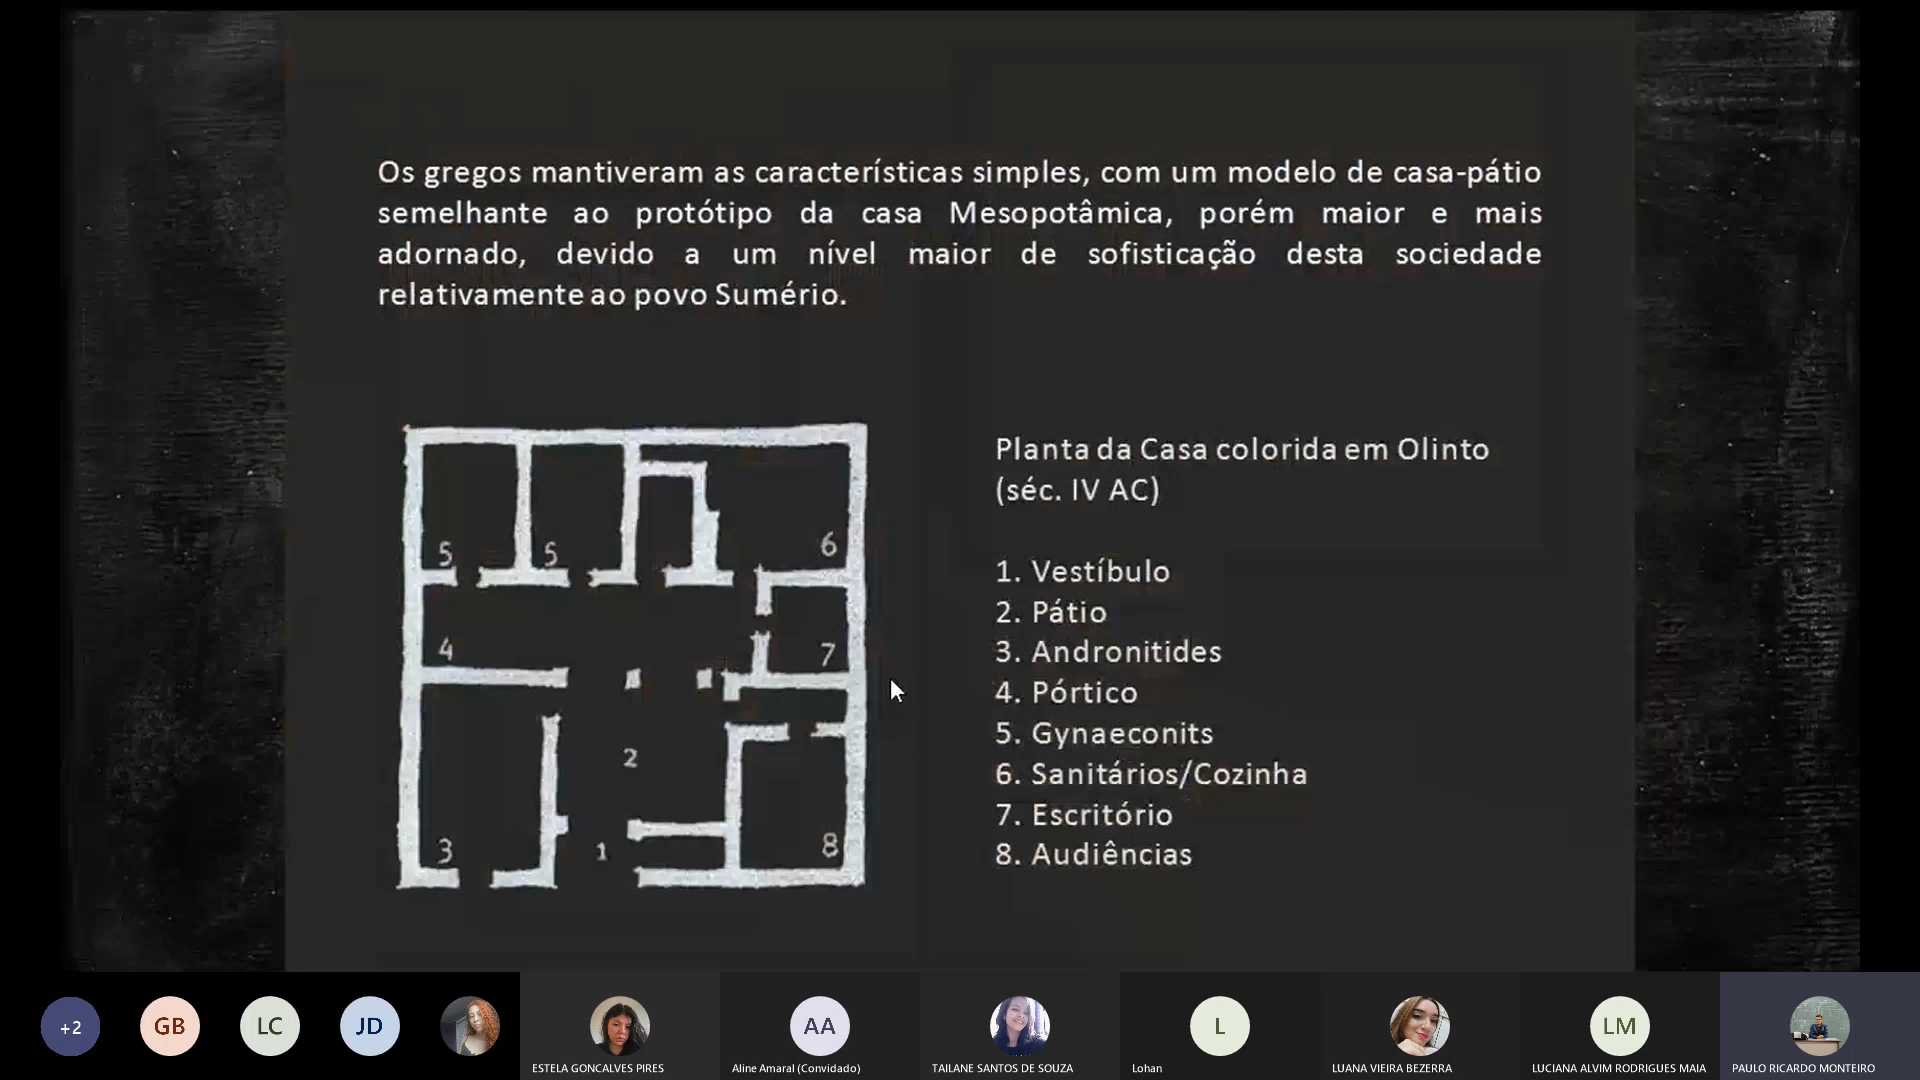 Os gregos mantiveram as características simples, com um modelo de casa-pátio
semelhante ao protótipo da casa Mesopotâmica, porém maior e mais
adornado, devido a um nível maior de sofisticação desta sociedade
relativamente ao povo Sumério.
Planta da Casa colorida em Olinto
(séc. IV AC)
1. Vestíbulo
2. Pátio
3. Andronitides
4. Pórtico
5. Gynaeconits
6. Sanitários/Cozinha
7. Escritório
8. Audiências
5 5 6
4 7
2
3 1 8
+2 GB LC JD AA L LM
ESTELA GONCALVES PIRES Aline Amaral (Convidado) TAILANE SANTOS DE SOUZA Lohan LUANA VIEIRA BEZERRA LUCIANA ALVIM RODRIGUES MAIA PAULO RICARDO MONTEIRO